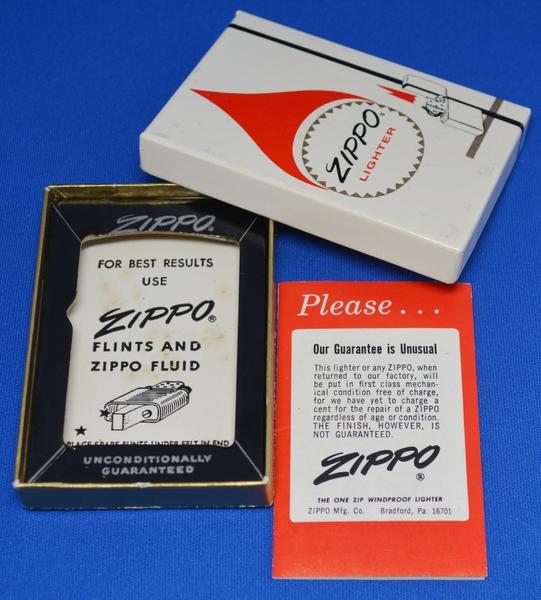 ZIPPO®
LIGHTER
ZIPPO®
FOR BEST RESULTS
USE
ZIPPO®
FLINTS AND
ZIPPO FLUID
PLACE SPARE FLINTS UNDER FELT IN END
UNCONDITIONALLY
GUARANTEED
Please...
Our Guarantee is Unusual
This lighter or any ZIPPO, when
returned to our factory, will
be put in first class mechan-
ical condition free of charge,
for we have yet to charge a
cent for the repair of a ZIPPO
regardless of age or condition.
THE FINISH, HOWEVER, IS
NOT GUARANTEED.
ZIPPO®
THE ONE ZIP WINDPROOF LIGHTER
ZIPPO Mfg. Co. Bradford, Pa. 16701